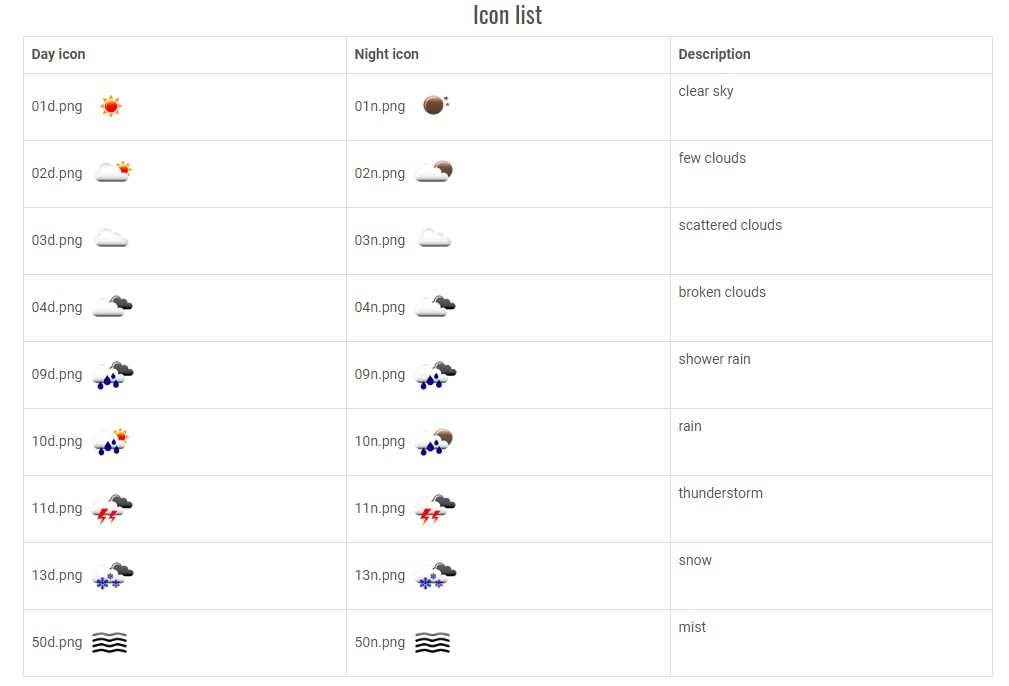 Icon list
Day icon Night icon Description
01d.png 01n.png clear sky
02d.png 02n.png few clouds
03d.png 03n.png scattered clouds
04d.png 04n.png broken clouds
09d.png 09n.png shower rain
10d.png 10n.png rain
11d.png 11n.png thunderstorm
13d.png 13n.png snow
50d.png 50n.png mist